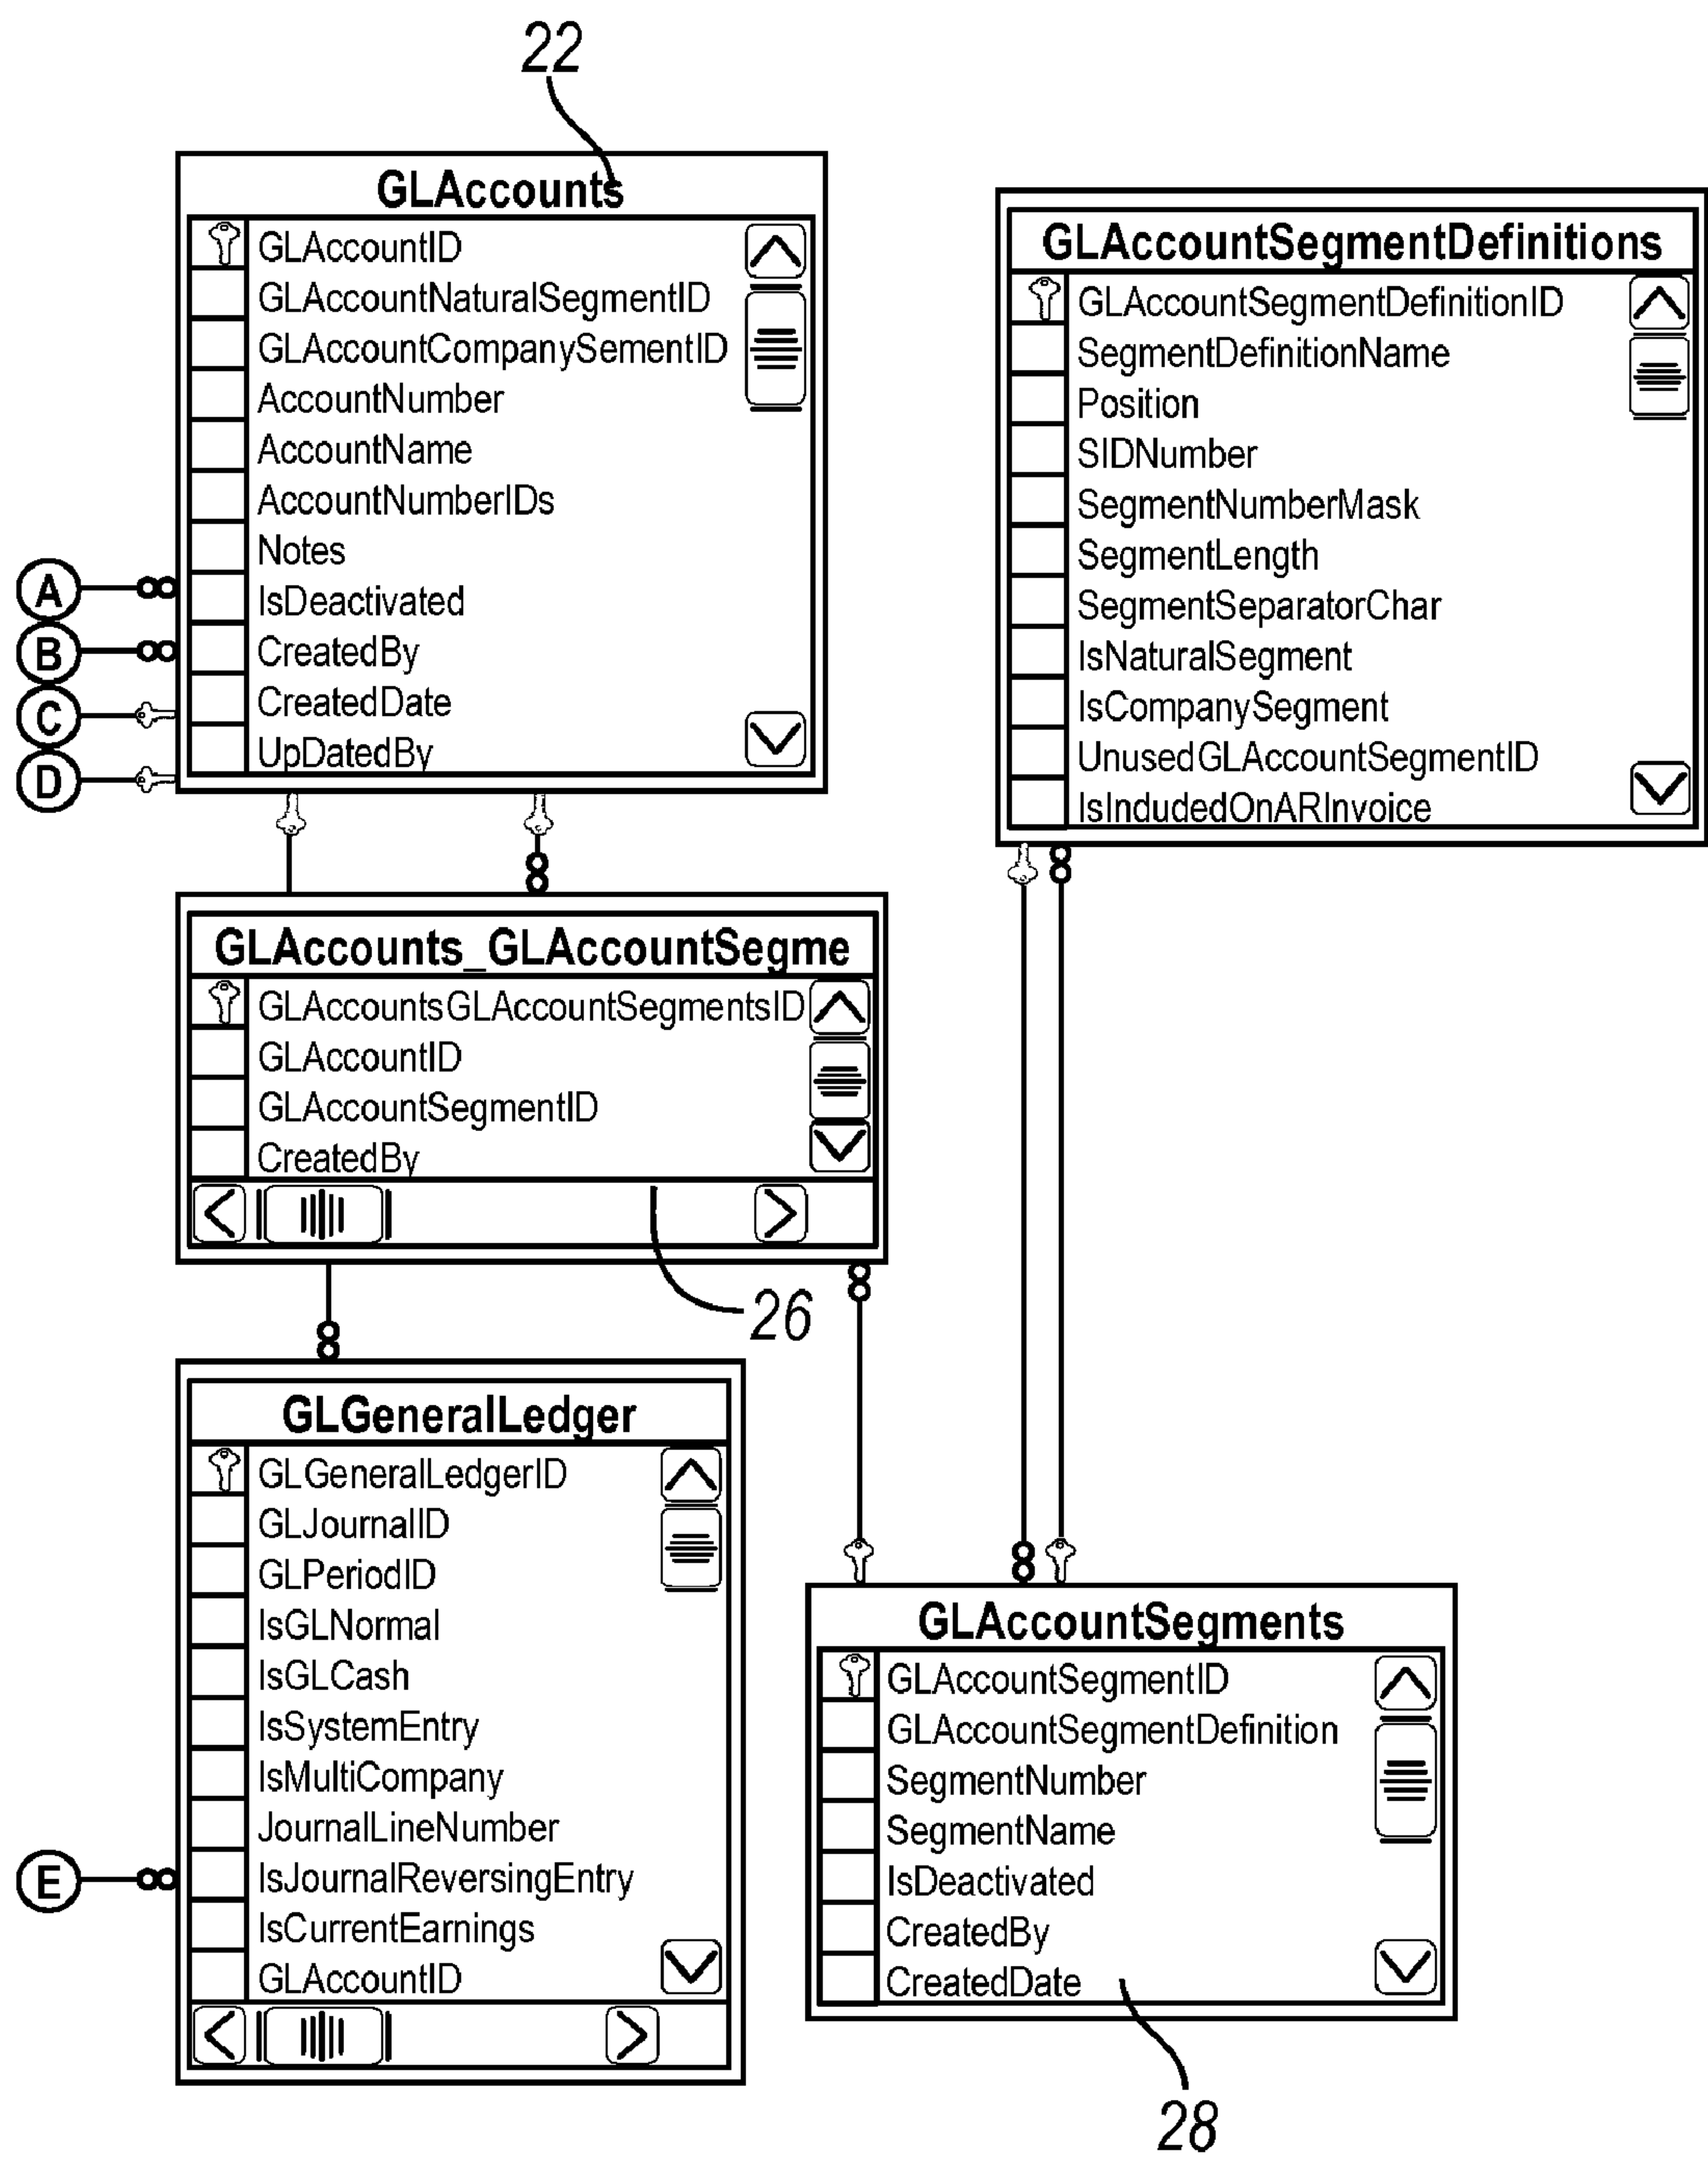 22
GLAccounts
GLAccountID
GLAccountNaturalSegmentID
GLAccountCompanySementID
AccountNumber
AccountName
AccountNumberIDs
Notes
IsDeactivated
CreatedBy
CreatedDate
UpDatedBy
A
B
C
D
GLAccountSegmentDefinitions
GLAccountSegmentDefinitionID
SegmentDefinitionName
Position
SIDNumber
SegmentNumberMask
SegmentLength
SegmentSeparatorChar
IsNaturalSegment
IsCompanySegment
UnusedGLAccountSegmentID
IsIndudedOnARInvoice
GLAccounts_GLAccountSegme
GLAccountsGLAccountSegmentsID
GLAccountID
GLAccountSegmentID
CreatedBy
26
GLGeneralLedger
GLGeneralLedgerID
GLJournalID
GLPeriodID
IsGLNormal
IsGLCash
IsSystemEntry
IsMultiCompany
JournalLineNumber
IsJournalReversingEntry
IsCurrentEarnings
GLAccountID
E
GLAccountSegments
GLAccountSegmentID
GLAccountSegmentDefinition
SegmentNumber
SegmentName
IsDeactivated
CreatedBy
CreatedDate
28